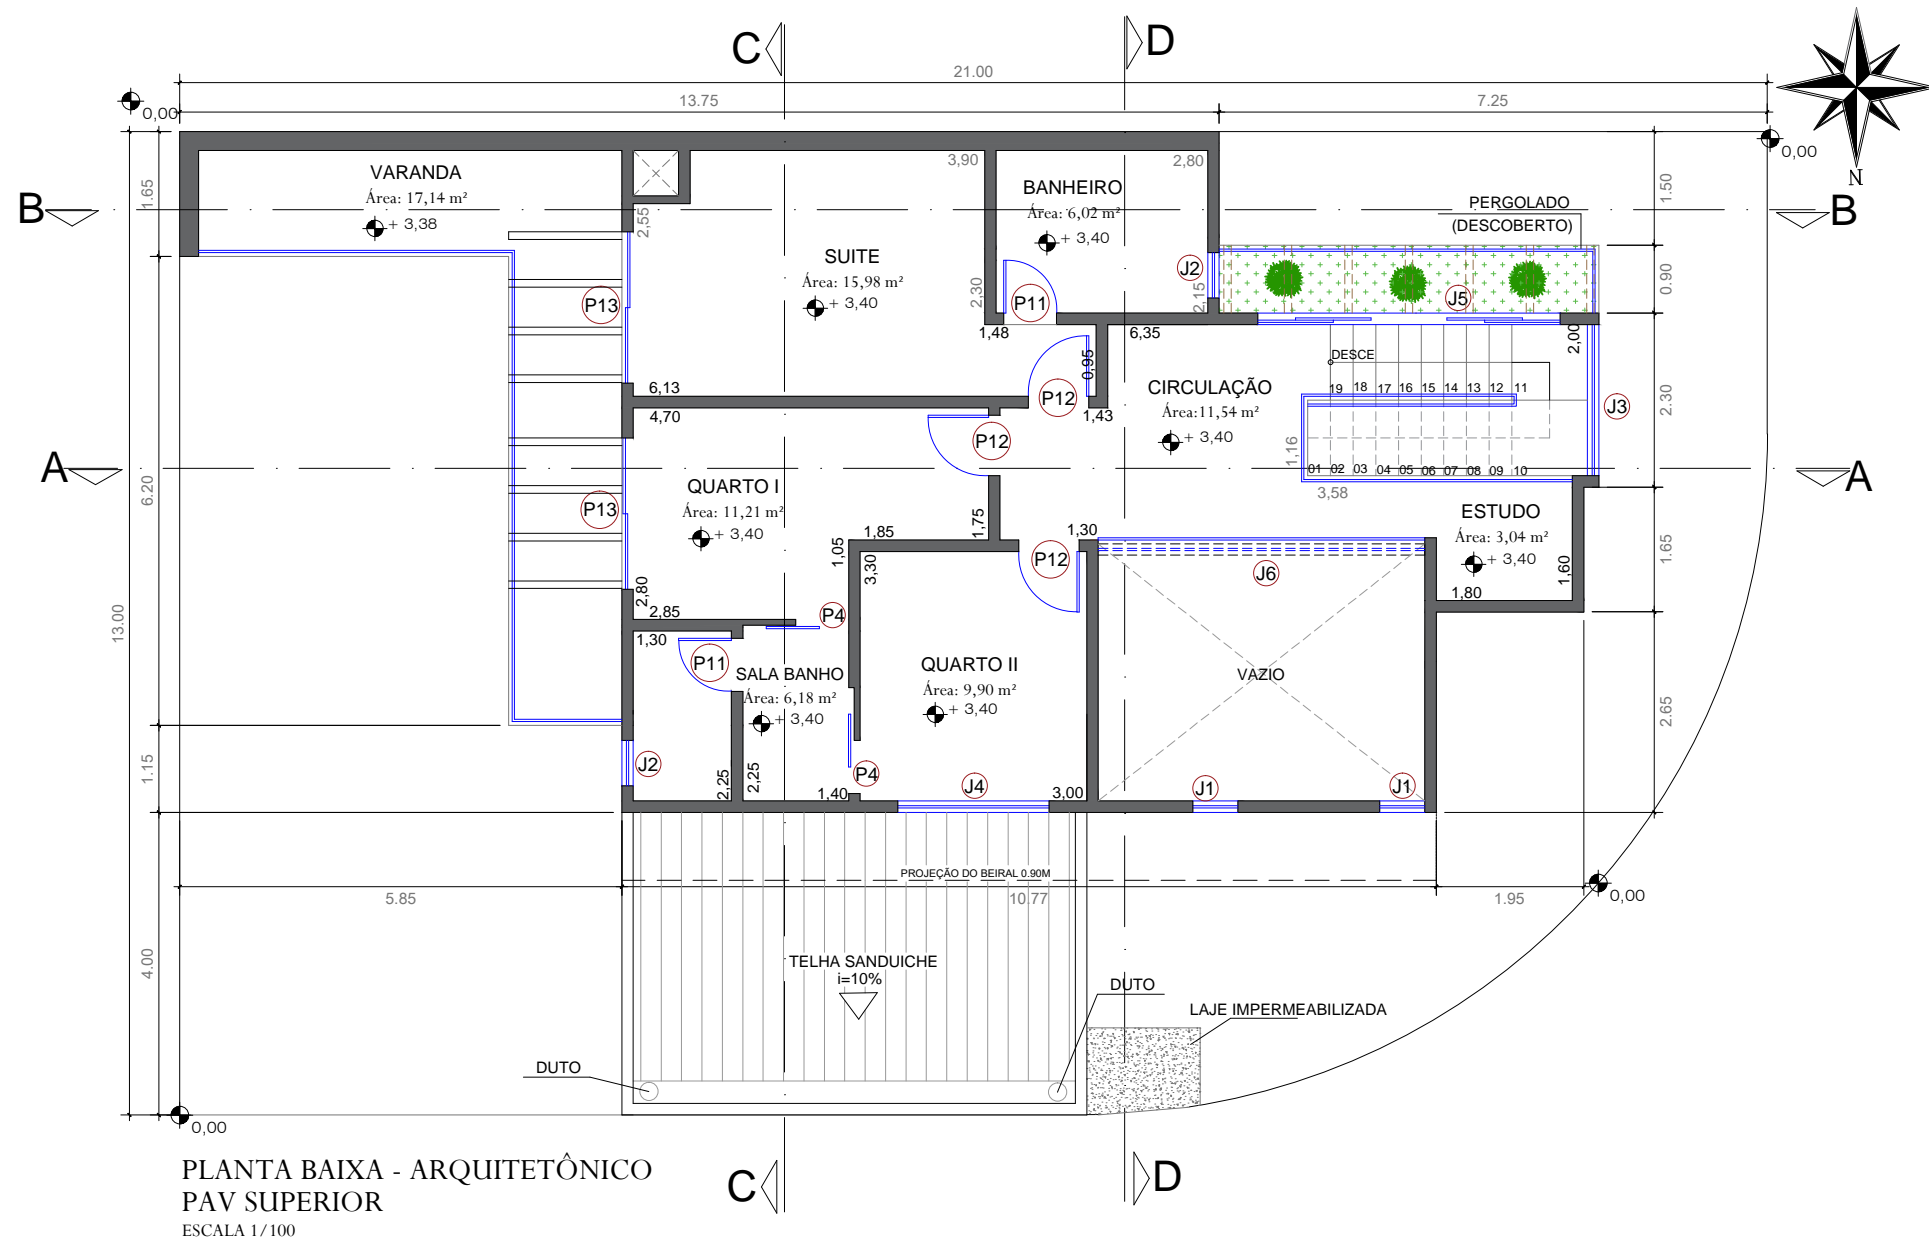 C
D
21.00
13.75
7.25
0,00
0,00
N
VARANDA
Área: 17,14 m²
+ 3,38
1.65
B
2,55
3,90
SUITE
Área: 15,98 m²
+ 3,40
2,30
BANHEIRO
Área: 6,02 m²
+ 3,40
2,80
2,15
J2
P11
PERGOLADO
(DESCOBERTO)
J5
1.50
B
0.90
P13
1,48
6,35
0,95
2,00
DESCE
6,13
4,70
P12
1,43
CIRCULAÇÃO
Área:11,54 m²
+ 3,40
19 18 17 16 15 14 13 12 11
J3
2.30
P12
1,16
01 02 03 04 05 06 07 08 09 10
3,58
A
A
6.20
13.00
QUARTO I
Área: 11,21 m²
+ 3,40
P13
1,85
1,75
1,30
1,05
3,30
P12
ESTUDO
Área: 3,04 m²
+ 3,40
1,60
1,80
1.65
J6
2,80
2,85
P4
1,30
P11
SALA BANHO
Área: 6,18 m²
+ 3,40
QUARTO II
Área: 9,90 m²
+ 3,40
VAZIO
2.65
1.15
J2
2,25
2,25
1,40
P4
J4
3,00
J1
J1
PROJEÇÃO DO BEIRAL 0.90M
5.85
10.77
1.95
0,00
4.00
TELHA SANDUICHE
i=10%
DUTO
LAJE IMPERMEABILIZADA
DUTO
0,00
PLANTA BAIXA - ARQUITETÔNICO
PAV SUPERIOR
ESCALA 1/100
C
D